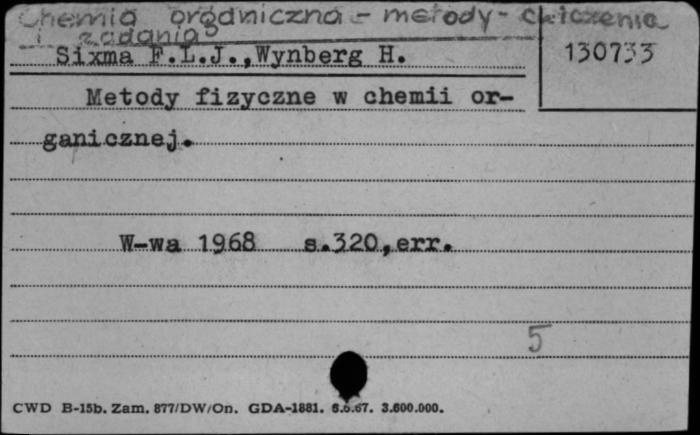 Chemia organiczna - metody - ćwiczenia
i zadania
Sixma F.L.J.,Wynberg H.
130733
Metody fizyczne w chemii or-
ganicznej.
W-wa 1968 s.320,err.
5
CWD B-15b. Zam. 877/DW/On. GDA-1881. 6.6.67. 3.600.000.